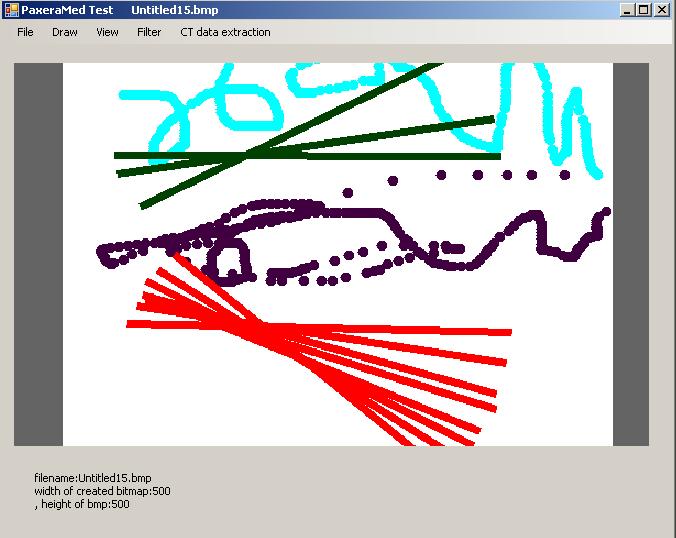 PaxeraMed Test Untitled15.bmp
File Draw View Filter CT data extraction
filename:Untitled15.bmp
width of created bitmap:500
, height of bmp:500